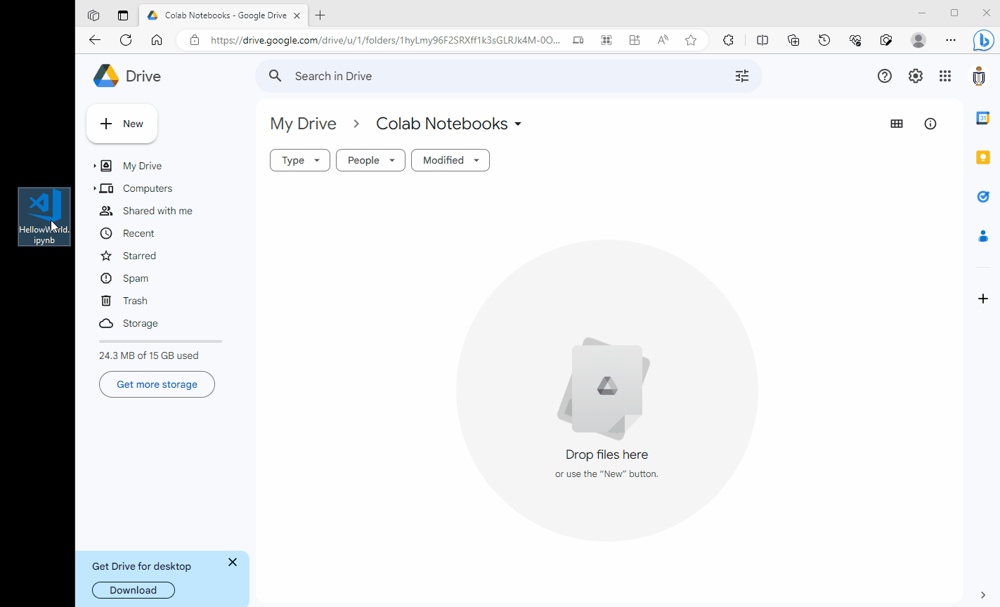 Colab Notebooks - Google Drive
https://drive.google.com/drive/u/1/folders/1hyLmy96F2SRXff1k3sGLRJk4M-0O...
Drive
Search in Drive
New
My Drive
Computers
Shared with me
Recent
Starred
Spam
Trash
Storage
24.3 MB of 15 GB used
Get more storage
My Drive > Colab Notebooks
Type
People
Modified
31
Drop files here
or use the “New” button.
Get Drive for desktop
Download
ipynb